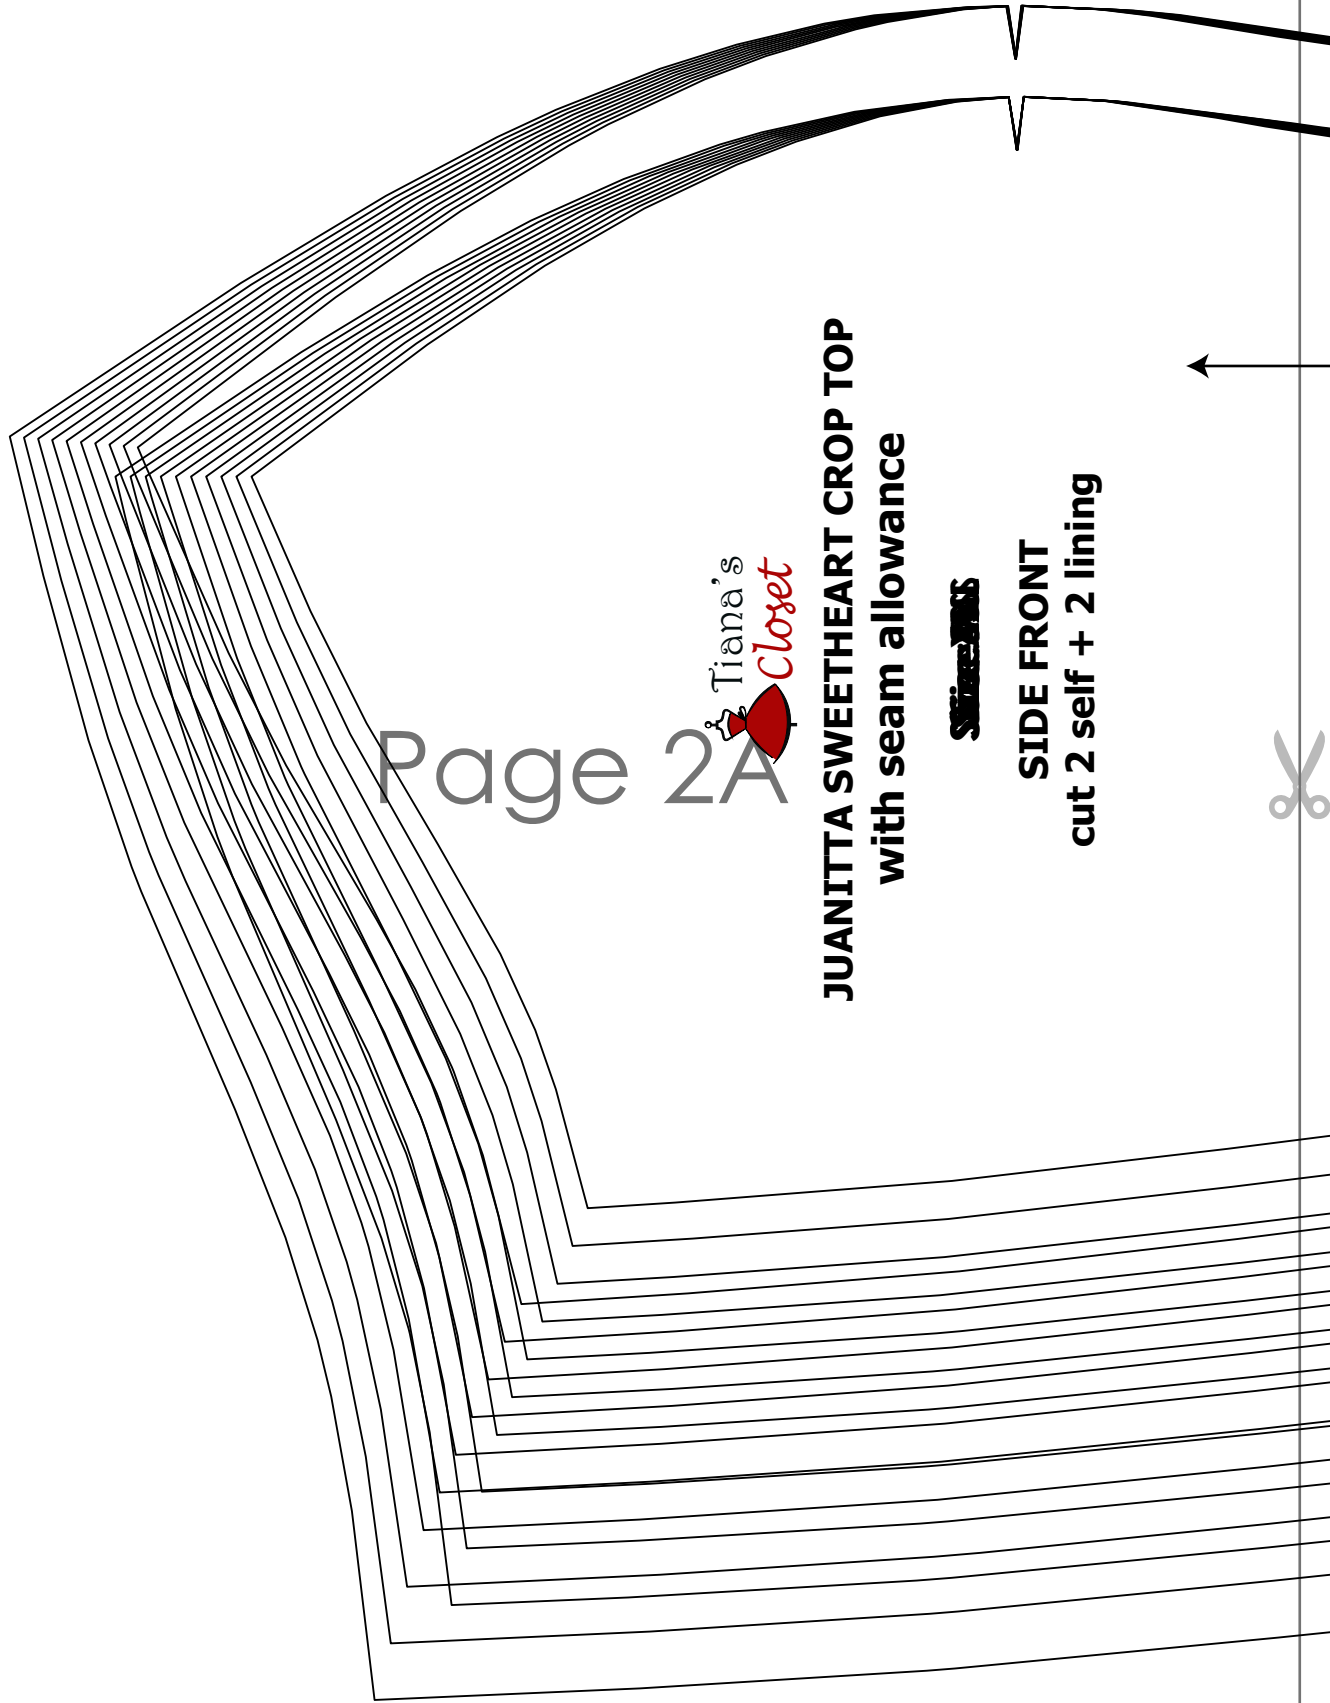 Tiana's
Closet
JUANITTA SWEETHEART CROP TOP
with seam allowance
SIDE FRONT
cut 2 self + 2 lining
Page 2A